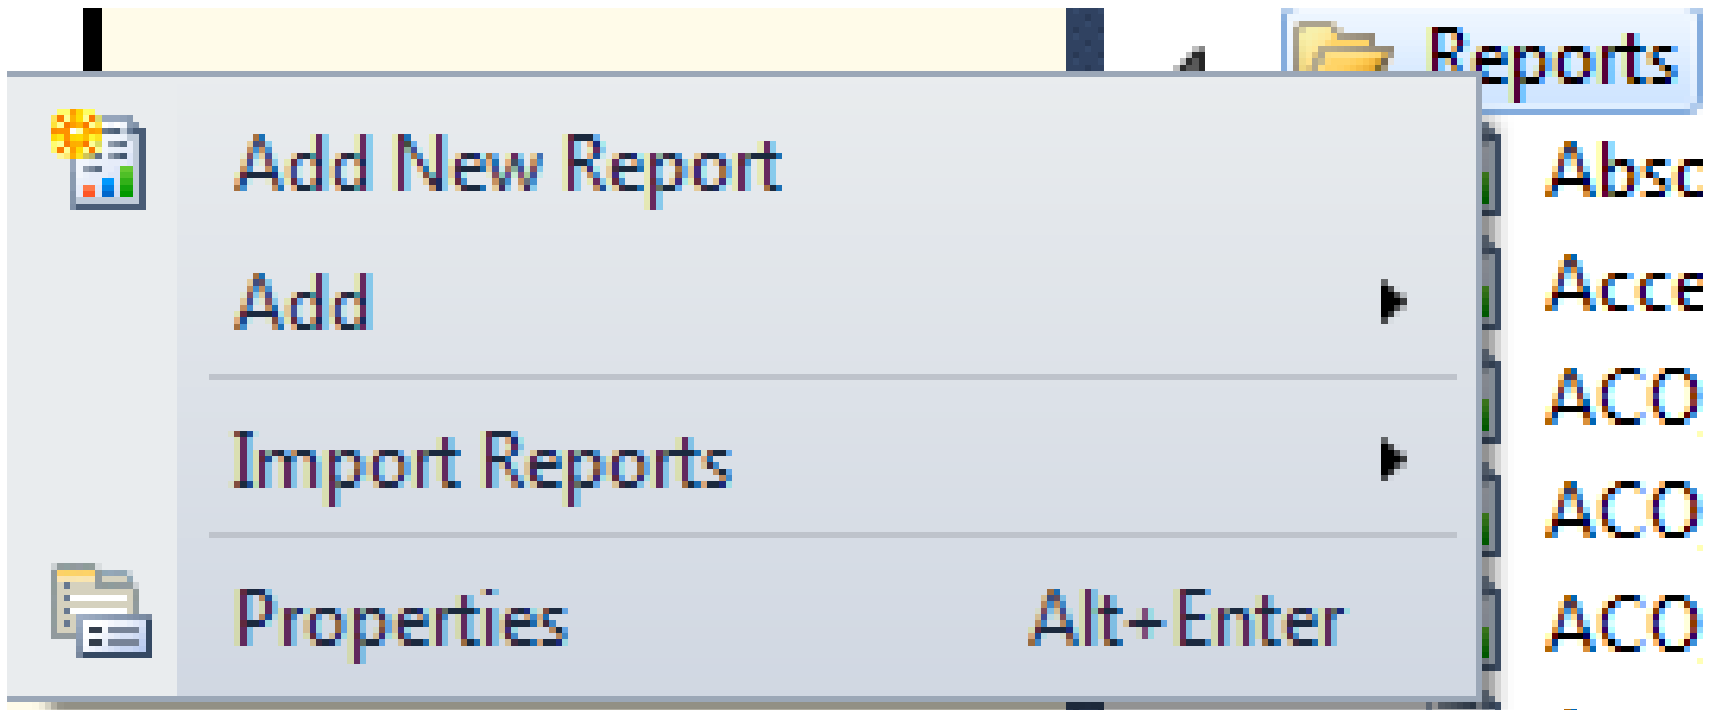 Reports
Add New Report
Add
Import Reports
Properties Alt+Enter
Absc
Acce
ACO
ACO
ACO